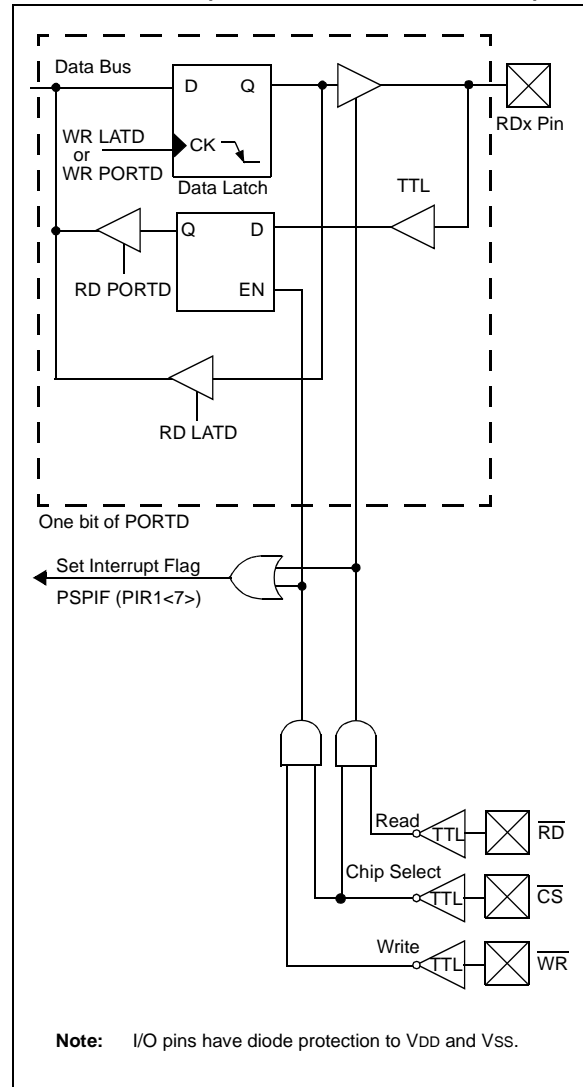 Data Bus
D Q
RDx Pin
WR LATD
or
WR PORTD
CK
Data Latch
TTL
Q D
RD PORTD
EN
RD LATD
One bit of PORTD
Set Interrupt Flag
PSPIF (PIR1<7>)
Read
TTL
RD
Chip Select
TTL
CS
Write
TTL
WR
Note: I/O pins have diode protection to VDD and VSS.